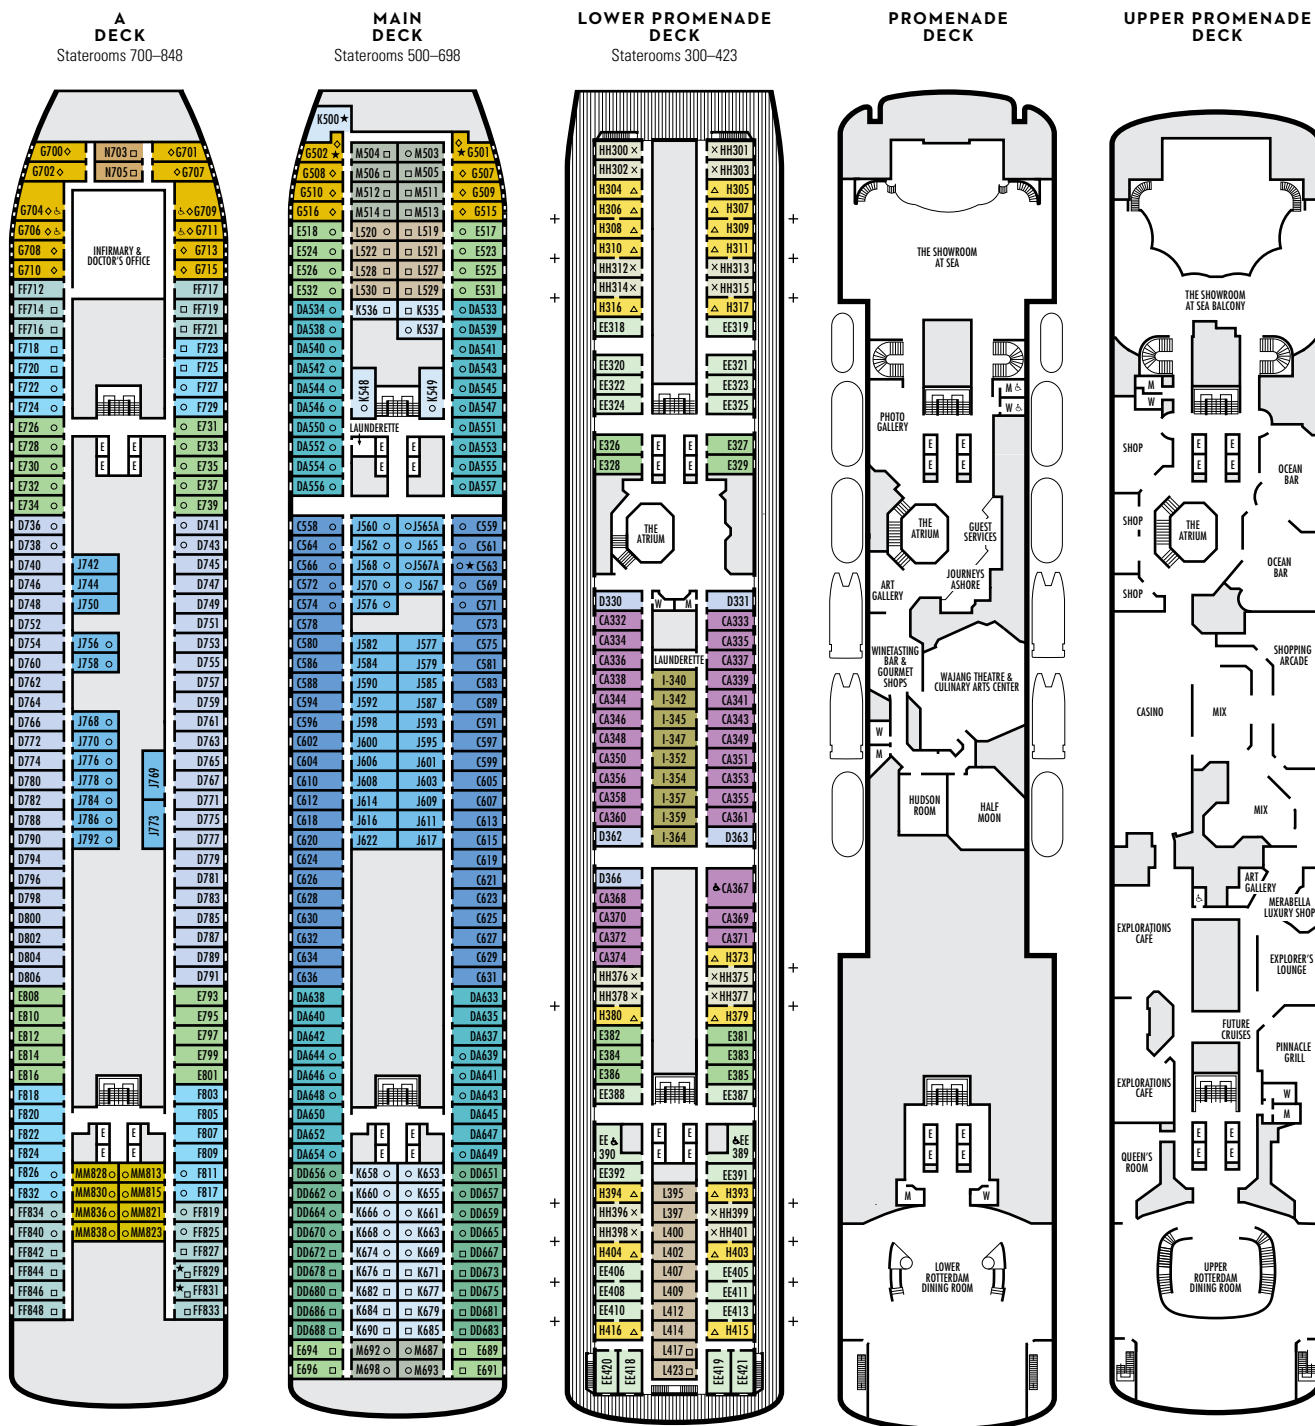 A
DECK
Staterooms 700–848
G700
N703
G701
G702
N705
G707
G704
G709
G706
G711
INFIRMARY &
DOCTOR'S OFFICE
G708
G713
G710
G715
FF712
FF717
FF714
FF719
FF716
FF721
F718
F723
F720
F725
F722
F727
F724
F729
E726
E731
E728
E E
E733
E730
E E
E735
E732
E737
E734
E739
D736
D741
D738
D743
D740
J742
D745
D746
J744
D747
D748
J750
D749
D752
D751
D754
J756
D753
D760
J758
D755
D762
D757
D764
D759
D766
J768
D761
D772
J770
D763
D774
J776
J769
D765
D780
J778
D767
D782
J784
D771
D788
J786
J773
D775
D790
J792
D777
D794
D779
D796
D781
D798
D783
D800
D785
D802
D787
D804
D789
D806
D791
E808
E793
E810
E795
E812
E797
E814
E799
E816
E801
F818
F803
F820
F805
F822
E E
F807
F824
E E
F809
F826
MM828
MM813
F811
F832
MM830
MM815
F817
FF834
MM836
MM821
FF819
FF840
MM838
MM823
FF825
FF842
FF827
FF844
FF829
FF846
FF831
FF848
FF833
MAIN
DECK
Staterooms 500–698
K500
G502
M504
M503
G501
G508
M506
M505
G507
G510
M512
M511
G509
G516
M514
M513
G515
E518
L520
L519
E517
E524
L522
L521
E523
E526
L528
L527
E525
E532
L530
L529
E531
DA534
K536
K535
DA533
DA538
K537
DA539
DA540
DA541
DA542
K548
K549
DA543
DA544
DA545
DA546
DA547
DA550
LAUNDERETTE
DA551
DA552
E E
DA553
DA554
E E
DA555
DA556
DA557
C558
J560
J565A
C559
C564
J562
J565
C561
C566
J568
J567A
C563
C572
J570
J567
C569
C574
J576
C571
C578
C573
C580
J582
J577
C575
C586
J584
J579
C581
C588
J590
J585
C583
C594
J592
J587
C589
C596
J598
J593
C591
C602
J600
J595
C597
C604
J606
J601
C599
C610
J608
J603
C605
C612
J614
J609
C607
C618
J616
J611
C613
C620
J622
J617
C615
C624
C619
C626
C621
C628
C623
C630
C625
C632
C627
C634
C629
C636
C631
DA638
DA633
DA640
DA635
DA642
DA637
DA644
DA639
DA646
DA641
DA648
DA643
DA650
DA645
DA652
E E
DA647
DA654
E E
DA649
DD656
K658
K653
DD651
DD662
K660
K655
DD657
DD664
K666
K661
DD659
DD670
K668
K663
DD665
DD672
K674
K669
DD667
DD678
K676
K671
DD673
DD680
K682
K677
DD675
DD686
K684
K679
DD681
DD688
K690
K685
DD683
E694
M692
M687
E689
E696
M698
M693
E691
LOWER PROMENADE
DECK
Staterooms 300–423
HH300
HH301
HH302
HH303
H304
H305
H306
H307
H308
H309
H310
H311
HH312
HH313
HH314
HH315
H316
H317
EE318
EE319
EE320
EE321
EE322
EE323
EE324
EE325
E326
E E
E327
E328
E E
E329
THE
ATRIUM
D330
W M
D331
CA332
CA333
CA334
CA335
CA336
LAUNDERETTE
CA337
CA338
I-340
CA339
CA344
I-342
CA341
CA346
I-345
CA343
CA348
I-347
CA349
CA350
I-352
CA351
CA356
I-354
CA353
CA358
I-357
CA355
CA360
I-359
CA361
D362
I-364
D363
D366
CA367
CA368
CA370
CA369
CA372
CA371
CA374
H373
HH376
HH375
HH378
HH377
H380
H379
E382
E381
E384
E383
E386
E385
EE388
EE387
EE
390
E E
E E
EE
389
EE392
EE391
H394
L395
H393
HH396
L397
HH399
HH398
L400
HH401
H404
L402
H403
EE406
L407
EE405
EE408
L409
EE411
EE410
L412
EE413
H416
L414
H415
L417
EE420
EE418
L423
EE419
EE421
PROMENADE
DECK
THE SHOWROOM
AT SEA
M
W
PHOTO
GALLERY
E E
E E
THE
ATRIUM
GUEST
SERVICES
JOURNEYS
ASHORE
ART
GALLERY
WINETASTING
BAR &
GOURMET
SHOPS
WAJANG THEATRE &
CULINARY ARTS CENTER
W
M
HUDSON
ROOM
HALF
MOON
E E
E E
M
W
LOWER
ROTTERDAM
DINING ROOM
UPPER PROMENADE
DECK
THE SHOWROOM
AT SEA BALCONY
M
W
SHOP
E E
E E
OCEAN
BAR
SHOP
THE
ATRIUM
OCEAN
BAR
SHOP
SHOPPING
ARCADE
CASINO
MIX
MIX
ART
GALLERY
MERABELLA
LUXURY SHOP
EXPLORATIONS
CAFÉ
EXPLORER'S
LOUNGE
FUTURE
CRUISES
PINNACLE
GRILL
EXPLORATIONS
CAFÉ
W
M
E E
E E
QUEEN'S
ROOM
UPPER
ROTTERDAM
DINING ROOM